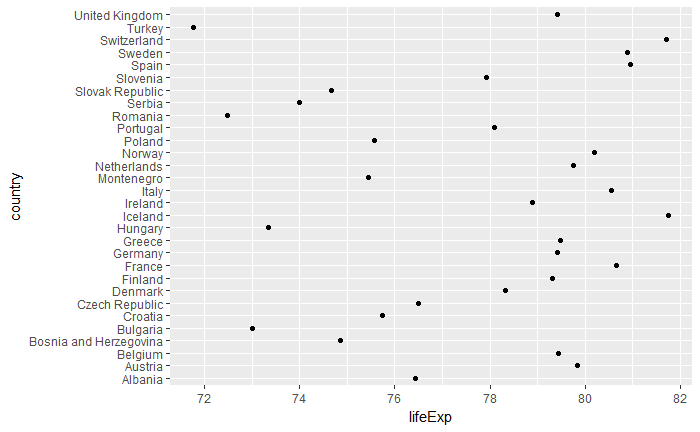 United Kingdom
Turkey
Switzerland
Sweden
Spain
Slovenia
Slovak Republic
Serbia
Romania
Portugal
Poland
Norway
Netherlands
Montenegro
Italy
Ireland
Iceland
Hungary
Greece
Germany
France
Finland
Denmark
Czech Republic
Croatia
Bulgaria
Bosnia and Herzegovina
Belgium
Austria
Albania
country
72 74 76 78 80 82
lifeExp